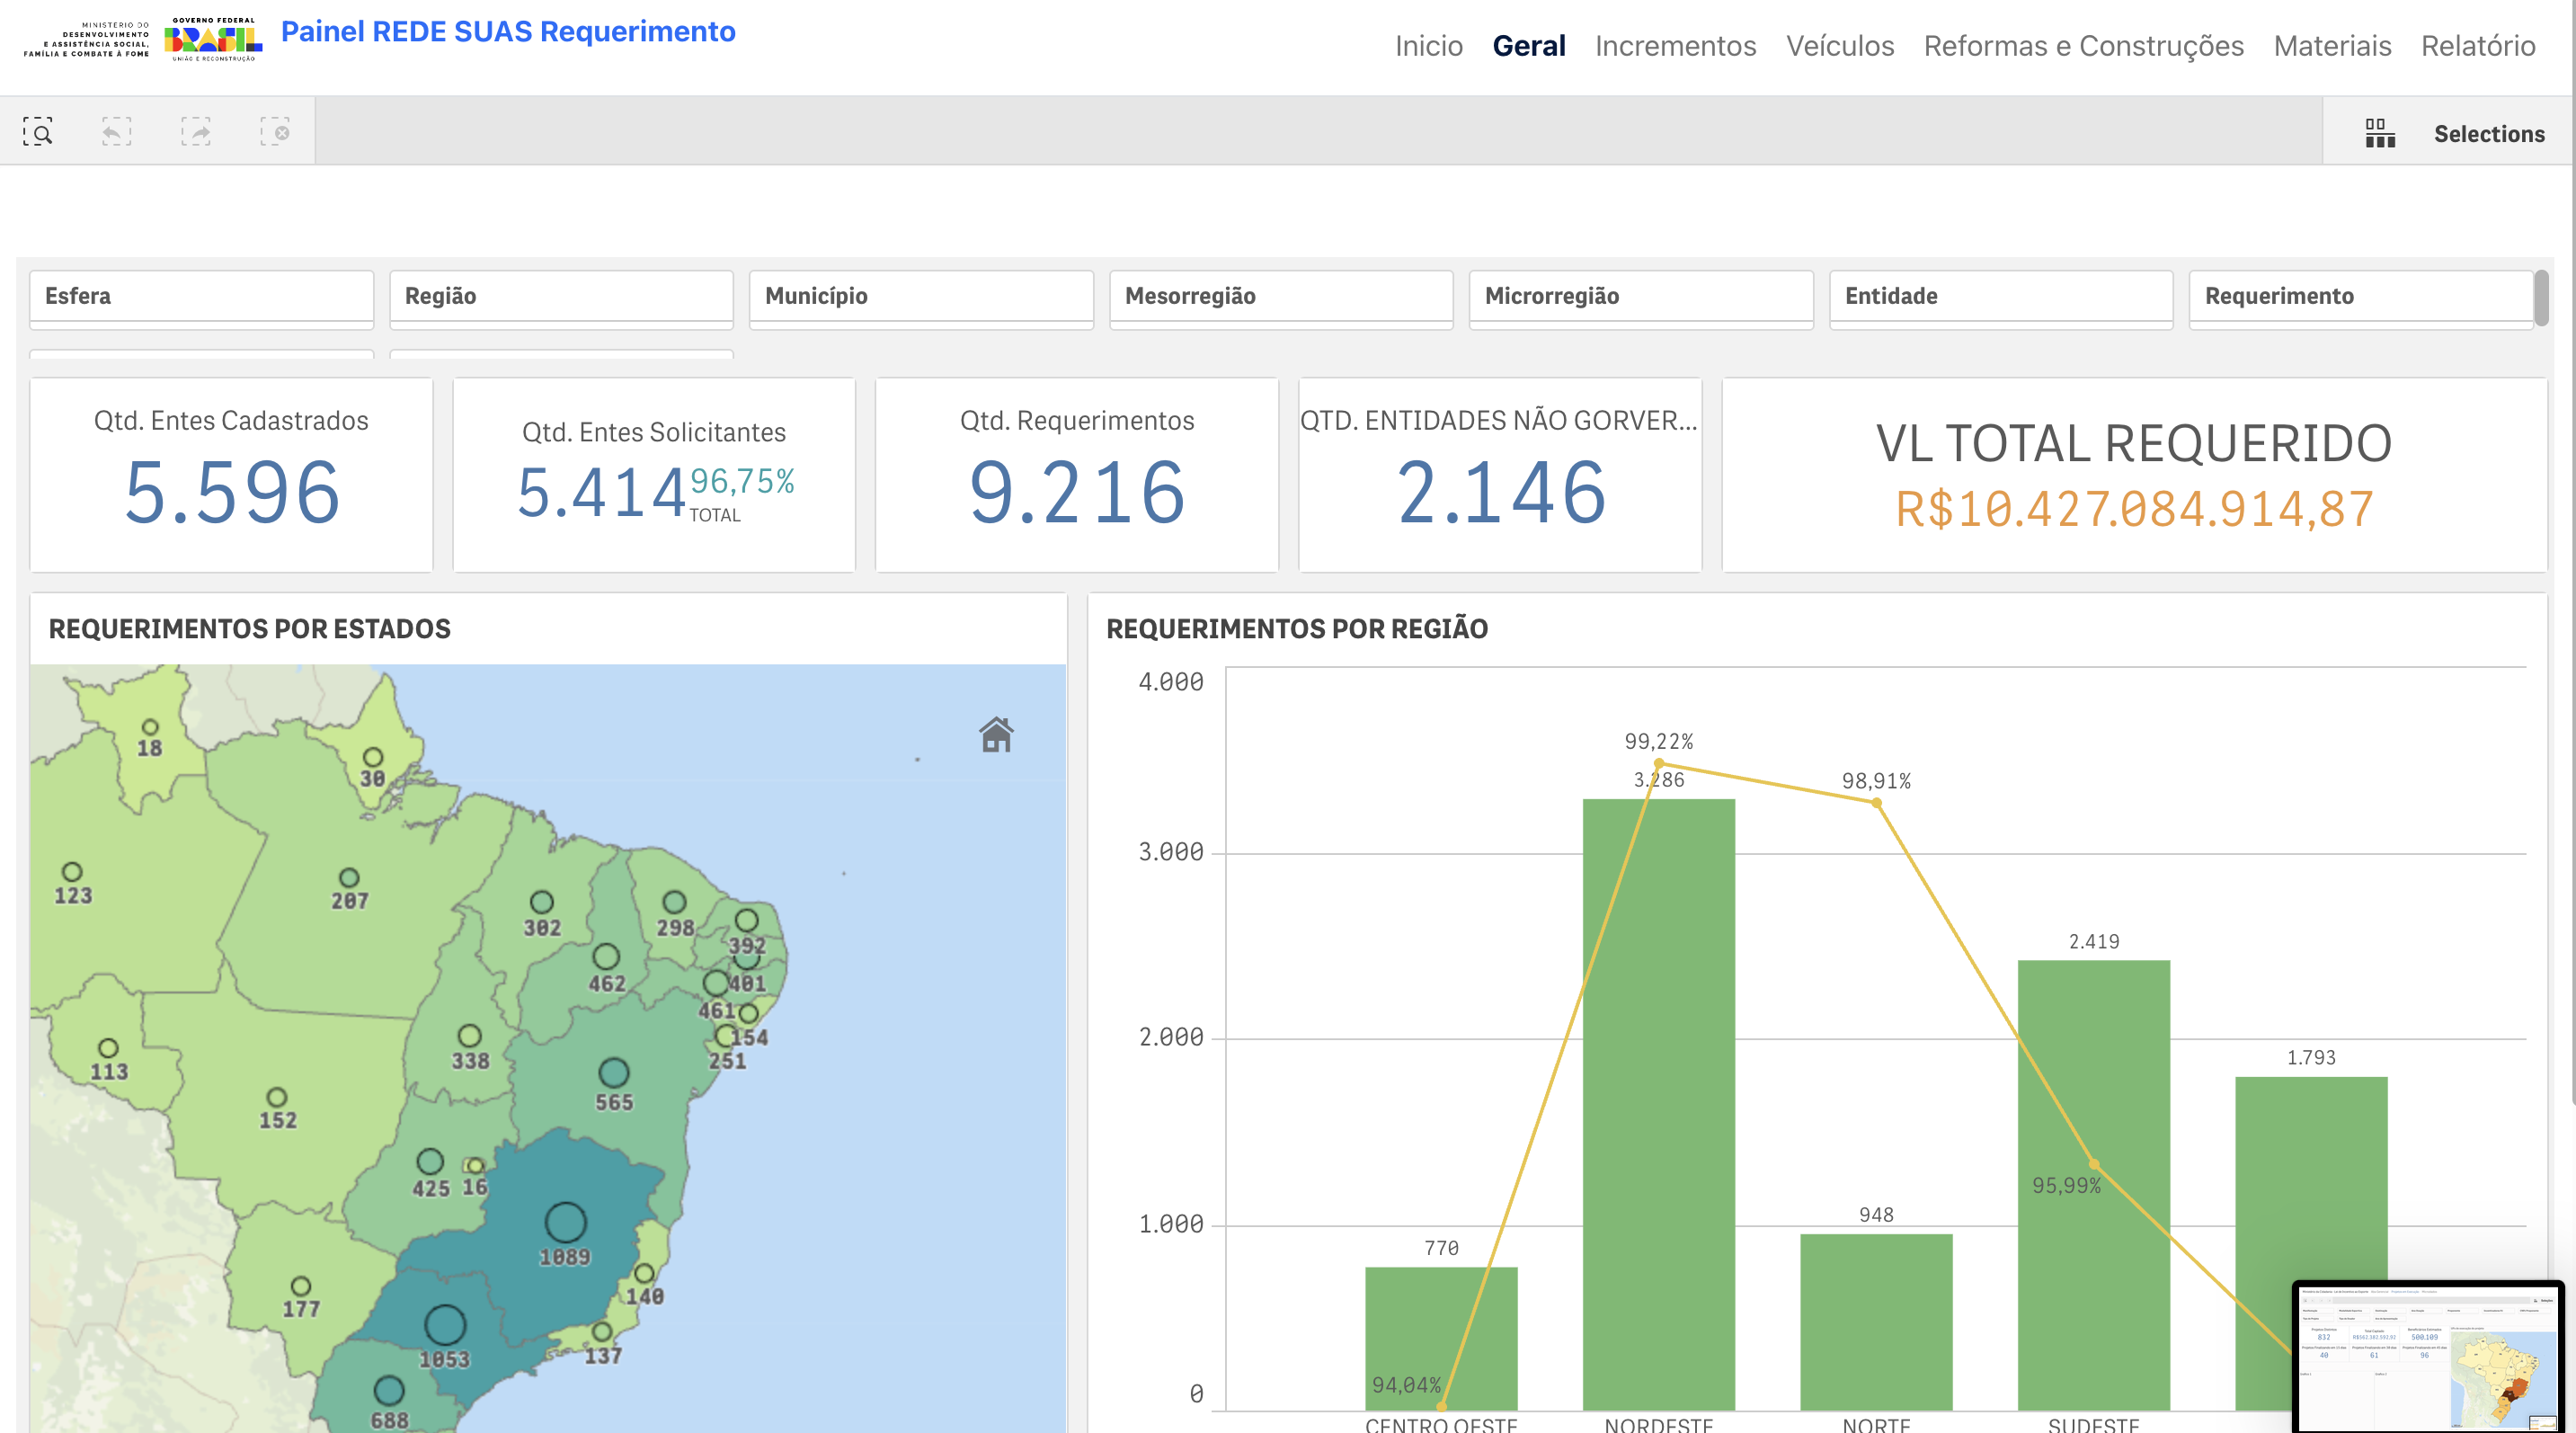 MINISTÉRIO DO
DESENVOLVIMENTO
E ASSISTÊNCIA SOCIAL,
FAMÍLIA E COMBATE À FOME
GOVERNO FEDERAL
BRASIL
UNIÃO E RECONSTRUÇÃO
Painel REDE SUAS Requerimento
Inicio Geral Incrementos Veículos Reformas e Construções Materiais Relatório
Selections
Esfera Região Município Mesorregião Microrregião Entidade Requerimento
Qtd. Entes Cadastrados
5.596
Qtd. Entes Solicitantes
5.414 96,75%
TOTAL
Qtd. Requerimentos
9.216
QTD. ENTIDADES NÃO GORVER...
2.146
VL TOTAL REQUERIDO
R$10.427.084.914,87
REQUERIMENTOS POR ESTADOS
18
30
123
207
302
298
392
462
401
461
154
251
113
338
152
565
425 16
1089
177
140
1053
137
688
REQUERIMENTOS POR REGIÃO
4.000
3.000
2.000
1.000
0
99,22%
3.286
98,91%
2.419
95,99%
1.793
948
770
94,04%
CENTRO OESTE NORDESTE NORTE SUDESTE
832
500.109
40 61 96